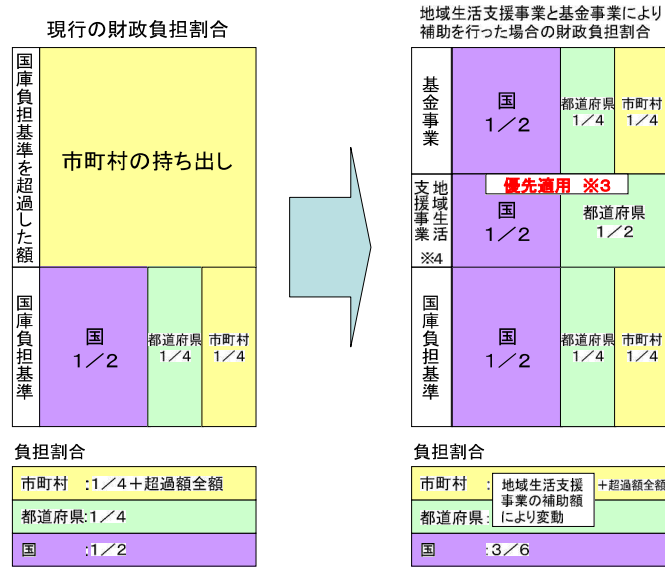 現行の財政負担割合
国庫負担基準を超過した額
市町村の持ち出し
国庫負担基準
国
1／2
都道府県
1／4
市町村
1／4
負担割合
市町村　:1／4＋超過額全額
都道府県:1／4
国　　　:1／2
地域生活支援事業と基金事業により
補助を行った場合の財政負担割合
基金事業
国
1／2
都道府県
1／4
市町村
1／4
地域生活
支援事業
※4
優先適用　※3
国
1／2
都道府県
1／2
国庫負担基準
国
1／2
都道府県
1／4
市町村
1／4
負担割合
市町村　:
＋超過額全額
地域生活支援
事業の補助額
により変動
都道府県:
国　　　:3／6